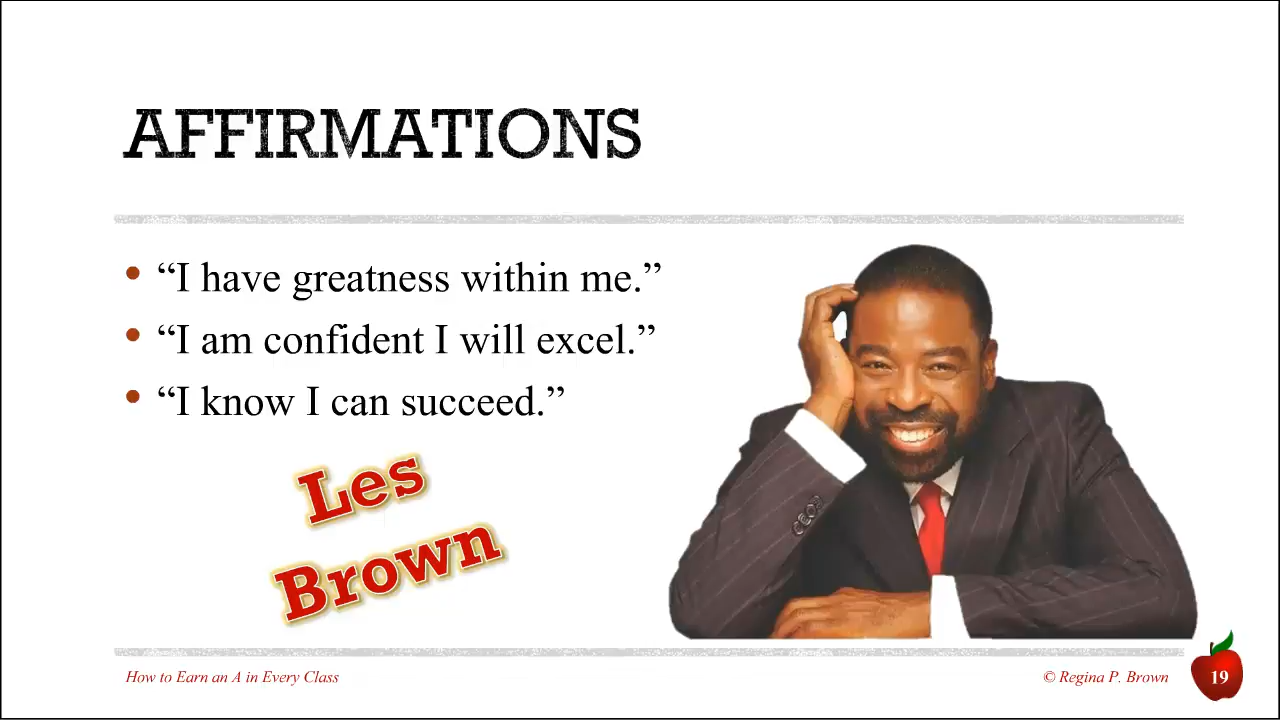 AFFIRMATIONS
• “I have greatness within me.”
• “I am confident I will excel.”
• “I know I can succeed.”
Les
Brown
How to Earn an A in Every Class
© Regina P. Brown
19